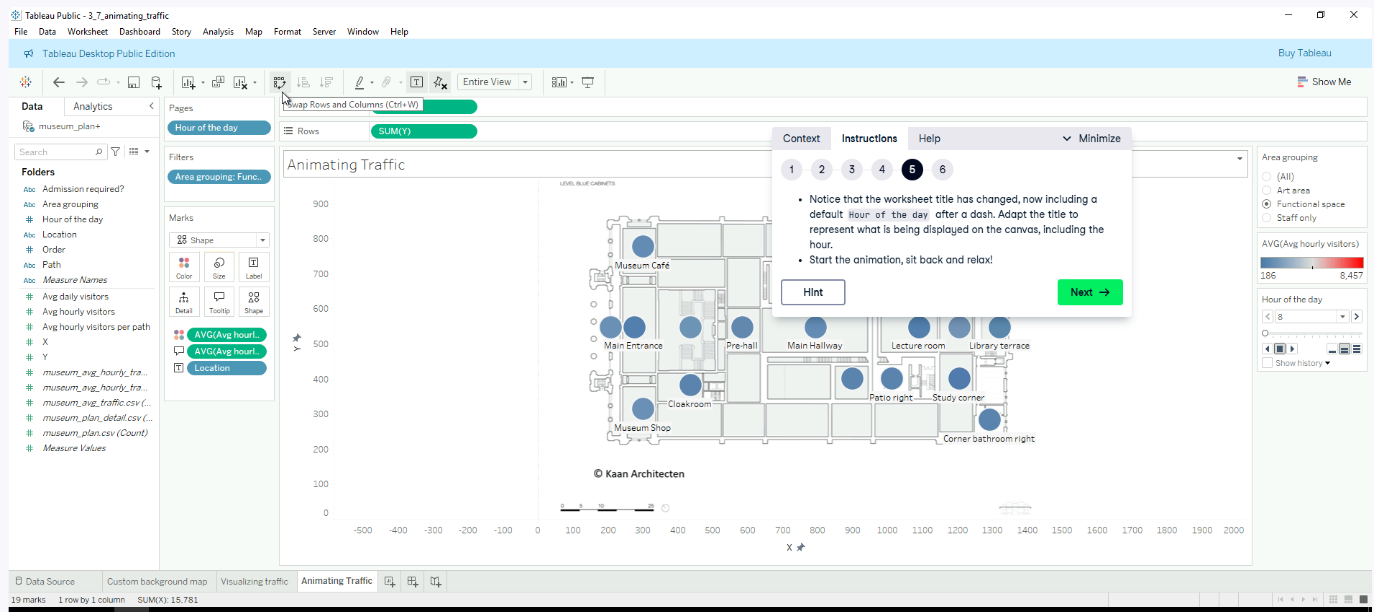 Tableau Public - 3_7_animating_traffic
File Data Worksheet Dashboard Story Analysis Map Format Server Window Help
Tableau Desktop Public Edition
Buy Tableau
Entire View
Show Me
Data Analytics
museum_plan+
Search
Folders
Abc Admission required?
Abc Area grouping
# Hour of the day
Abc Location
# Order
Abc Path
Abc Measure Names
# Avg daily visitors
# Avg hourly visitors
# Avg hourly visitors per path
# X
# Y
# museum_avg_hourly_tra...
# museum_avg_hourly_tra...
# museum_avg_traffic.csv (...
# museum_plan_detail.csv (...
# museum_plan.csv (Count)
# Measure Values
Pages
Hour of the day
Filters
Area grouping: Func..
Marks
Shape
Color Size Label
Detail Tooltip Shape
AVG(Avg hourl..
AVG(Avg hourl..
Location
Swap Rows and Columns (Ctrl+W)
Rows
SUM(Y)
Animating Traffic
LEVEL BLUE CABINETS
900
800
700
600
500
400
300
200
100
0
Y
-500 -400 -300 -200 -100 0 100 200 300 400 500 600 700 800 900 1000 1100 1200 1300 1400 1500 1600 1700 1800 1900 2000
X
Museum Café
Main Entrance
Pre-hall
Main Hallway
Lecture room
Library terrace
Cloakroom
Patio right
Study corner
Museum Shop
Corner bathroom right
© Kaan Architecten
0 5 10 25
Context Instructions Help Minimize
1 2 3 4 5 6
• Notice that the worksheet title has changed, now including a
default Hour of the day after a dash. Adapt the title to
represent what is being displayed on the canvas, including the
hour.
• Start the animation, sit back and relax!
Hint
Next →
Area grouping
(All)
Art area
Functional space
Staff only
AVG(Avg hourly visitors)
186 8,457
Hour of the day
8
Show history
Data Source Custom background map Visualizing traffic Animating Traffic
19 marks 1 row by 1 column SUM(X): 15,781